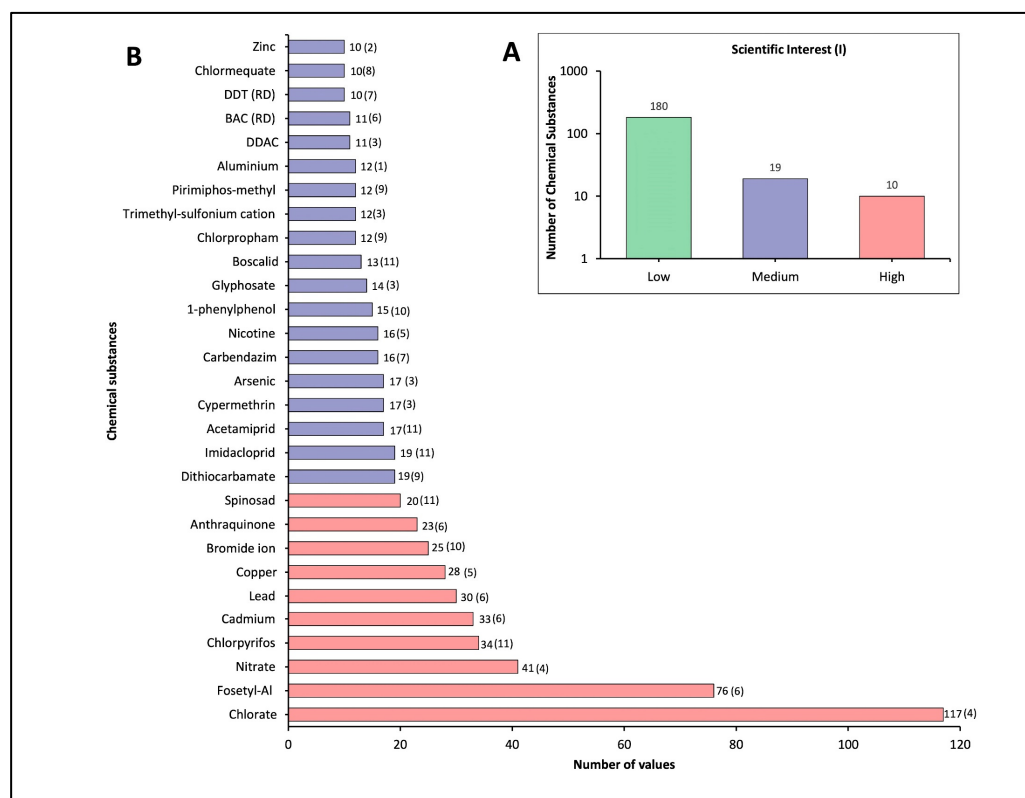 B
Zinc 10 (2)
Chlormequate 10(8)
DDT (RD) 10 (7)
BAC (RD) 11 (6)
DDAC 11 (3)
Aluminium 12 (1)
Pirimiphos-methyl 12 (9)
Trimethyl-sulfonium cation 12(3)
Chlorpropham 12 (9)
Boscalid 13 (11)
Glyphosate 14 (3)
1-phenylphenol 15 (10)
Nicotine 16 (5)
Carbendazim 16 (7)
Arsenic 17 (3)
Cypermethrin 17 (3)
Acetamiprid 17 (11)
Imidacloprid 19 (11)
Dithiocarbamate 19 (9)
Spinosad 20 (11)
Anthraquinone 23 (6)
Bromide ion 25 (10)
Copper 28 (5)
Lead 30 (6)
Cadmium 33 (6)
Chlorpyrifos 34 (11)
Nitrate 41 (4)
Fosetyl-Al 76 (6)
Chlorate 117 (4)
0 20 40 60 80 100 120
Number of values
Chemical substances
A
Scientific Interest (I)
Number of Chemical Substances
1000
100
10
1
180
19
10
Low Medium High